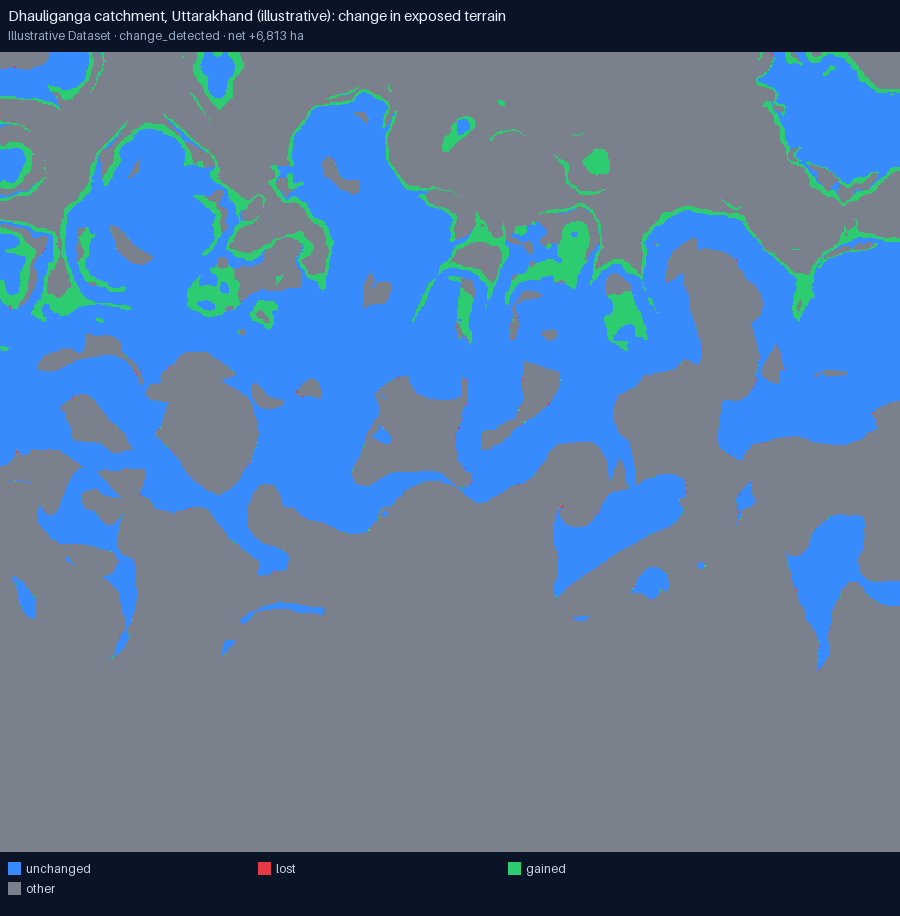 Dhauliganga catchment, Uttarakhand (illustrative): change in exposed terrain
Illustrative Dataset · change_detected · net +6,813 ha
unchanged
lost
gained
other